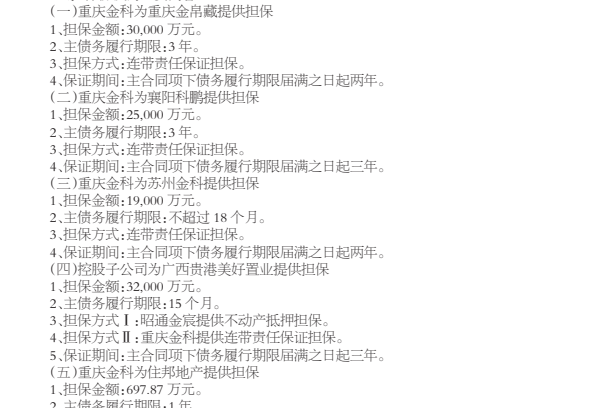 (一)重庆金科为重庆金帛藏提供担保
1、担保金额:30,000 万元。
2、主债务履行期限:3 年。
3、担保方式:连带责任保证担保。
4、保证期间:主合同项下债务履行期限届满之日起两年。
(二)重庆金科为襄阳科鹏提供担保
1、担保金额:25,000 万元。
2、主债务履行期限:3 年。
3、担保方式:连带责任保证担保。
4、保证期间:主合同项下债务履行期限届满之日起三年。
(三)重庆金科为苏州金科提供担保
1、担保金额:19,000 万元。
2、主债务履行期限:不超过 18 个月。
3、担保方式:连带责任保证担保。
4、保证期间:主合同项下债务履行期限届满之日起两年。
(四)控股子公司为广西贵港美好置业提供担保
1、担保金额:32,000 万元。
2、主债务履行期限:15 个月。
3、担保方式Ⅰ:昭通金宸提供不动产抵押担保。
4、担保方式Ⅱ:重庆金科提供连带责任保证担保。
5、保证期间:主合同项下债务履行期限届满之日起三年。
(五)重庆金科为住邦地产提供担保
1、担保金额:697.87 万元。
2、主债务履行期限:1 年